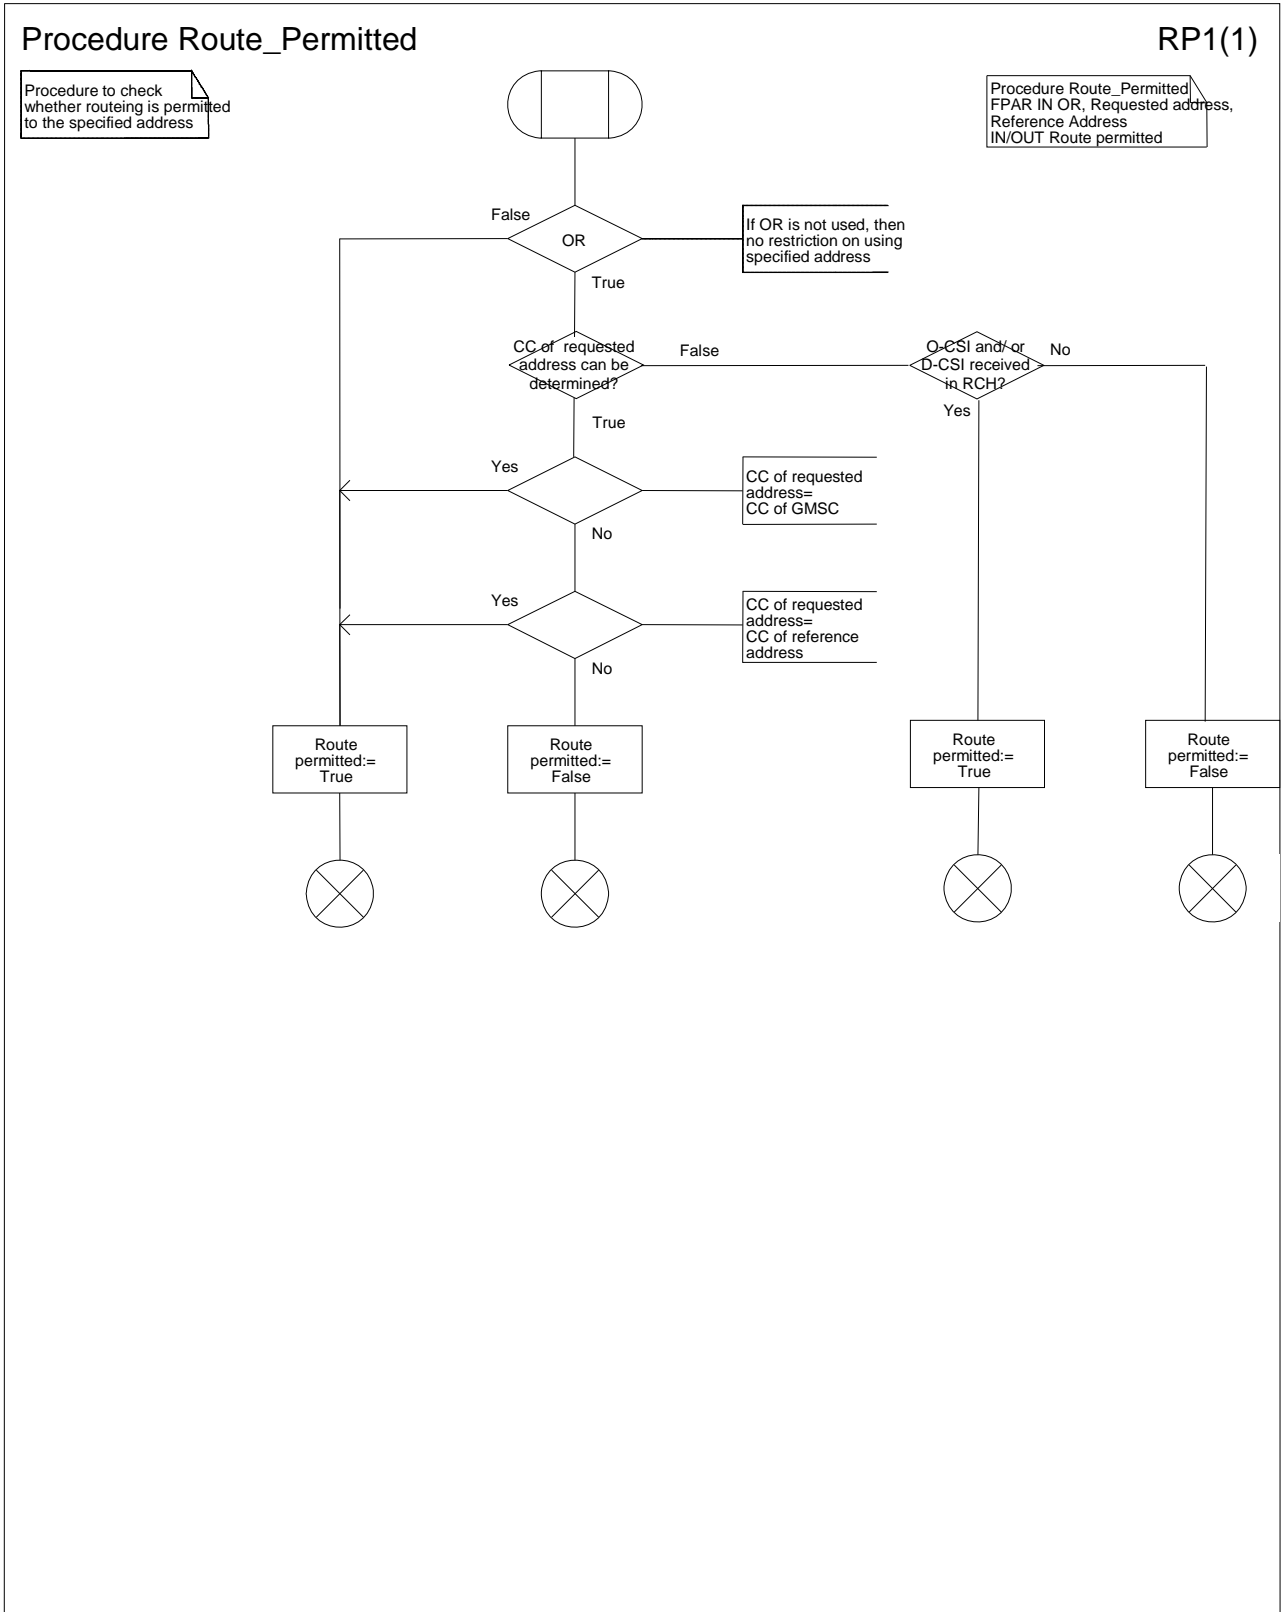 Procedure Route_Permitted
RP1(1)
Procedure to check
whether routeing is permitted
to the specified address
Procedure Route_Permitted
FPAR IN OR, Requested address,
Reference Address
IN/OUT Route permitted
False
OR
If OR is not used, then
no restriction on using
specified address
True
CC of requested
address can be
determined?
False
O-CSI and/ or
D-CSI received
in RCH?
No
True
Yes
Yes
CC of requested
address=
CC of GMSC
No
Yes
CC of requested
address=
CC of reference
address
No
Route
permitted:=
True
Route
permitted:=
False
Route
permitted:=
True
Route
permitted:=
False